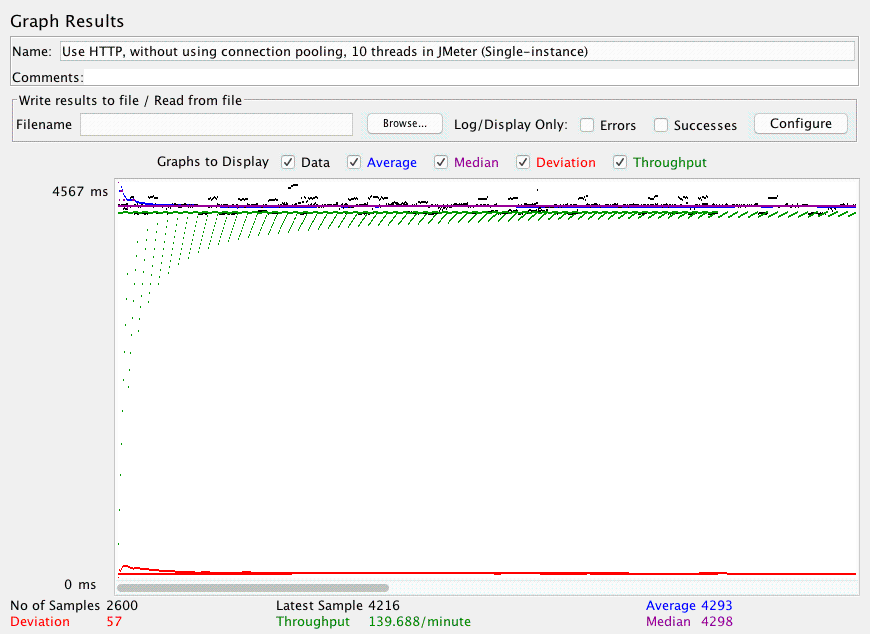 Graph Results
Name: Use HTTP, without using connection pooling, 10 threads in JMeter (Single-instance)
Comments:
Write results to file / Read from file
Filename Browse... Log/Display Only: Errors Successes Configure
Graphs to Display Data Average Median Deviation Throughput
4567 ms
0 ms
No of Samples 2600 Latest Sample 4216 Average 4293
Deviation 57 Throughput 139.688/minute Median 4298